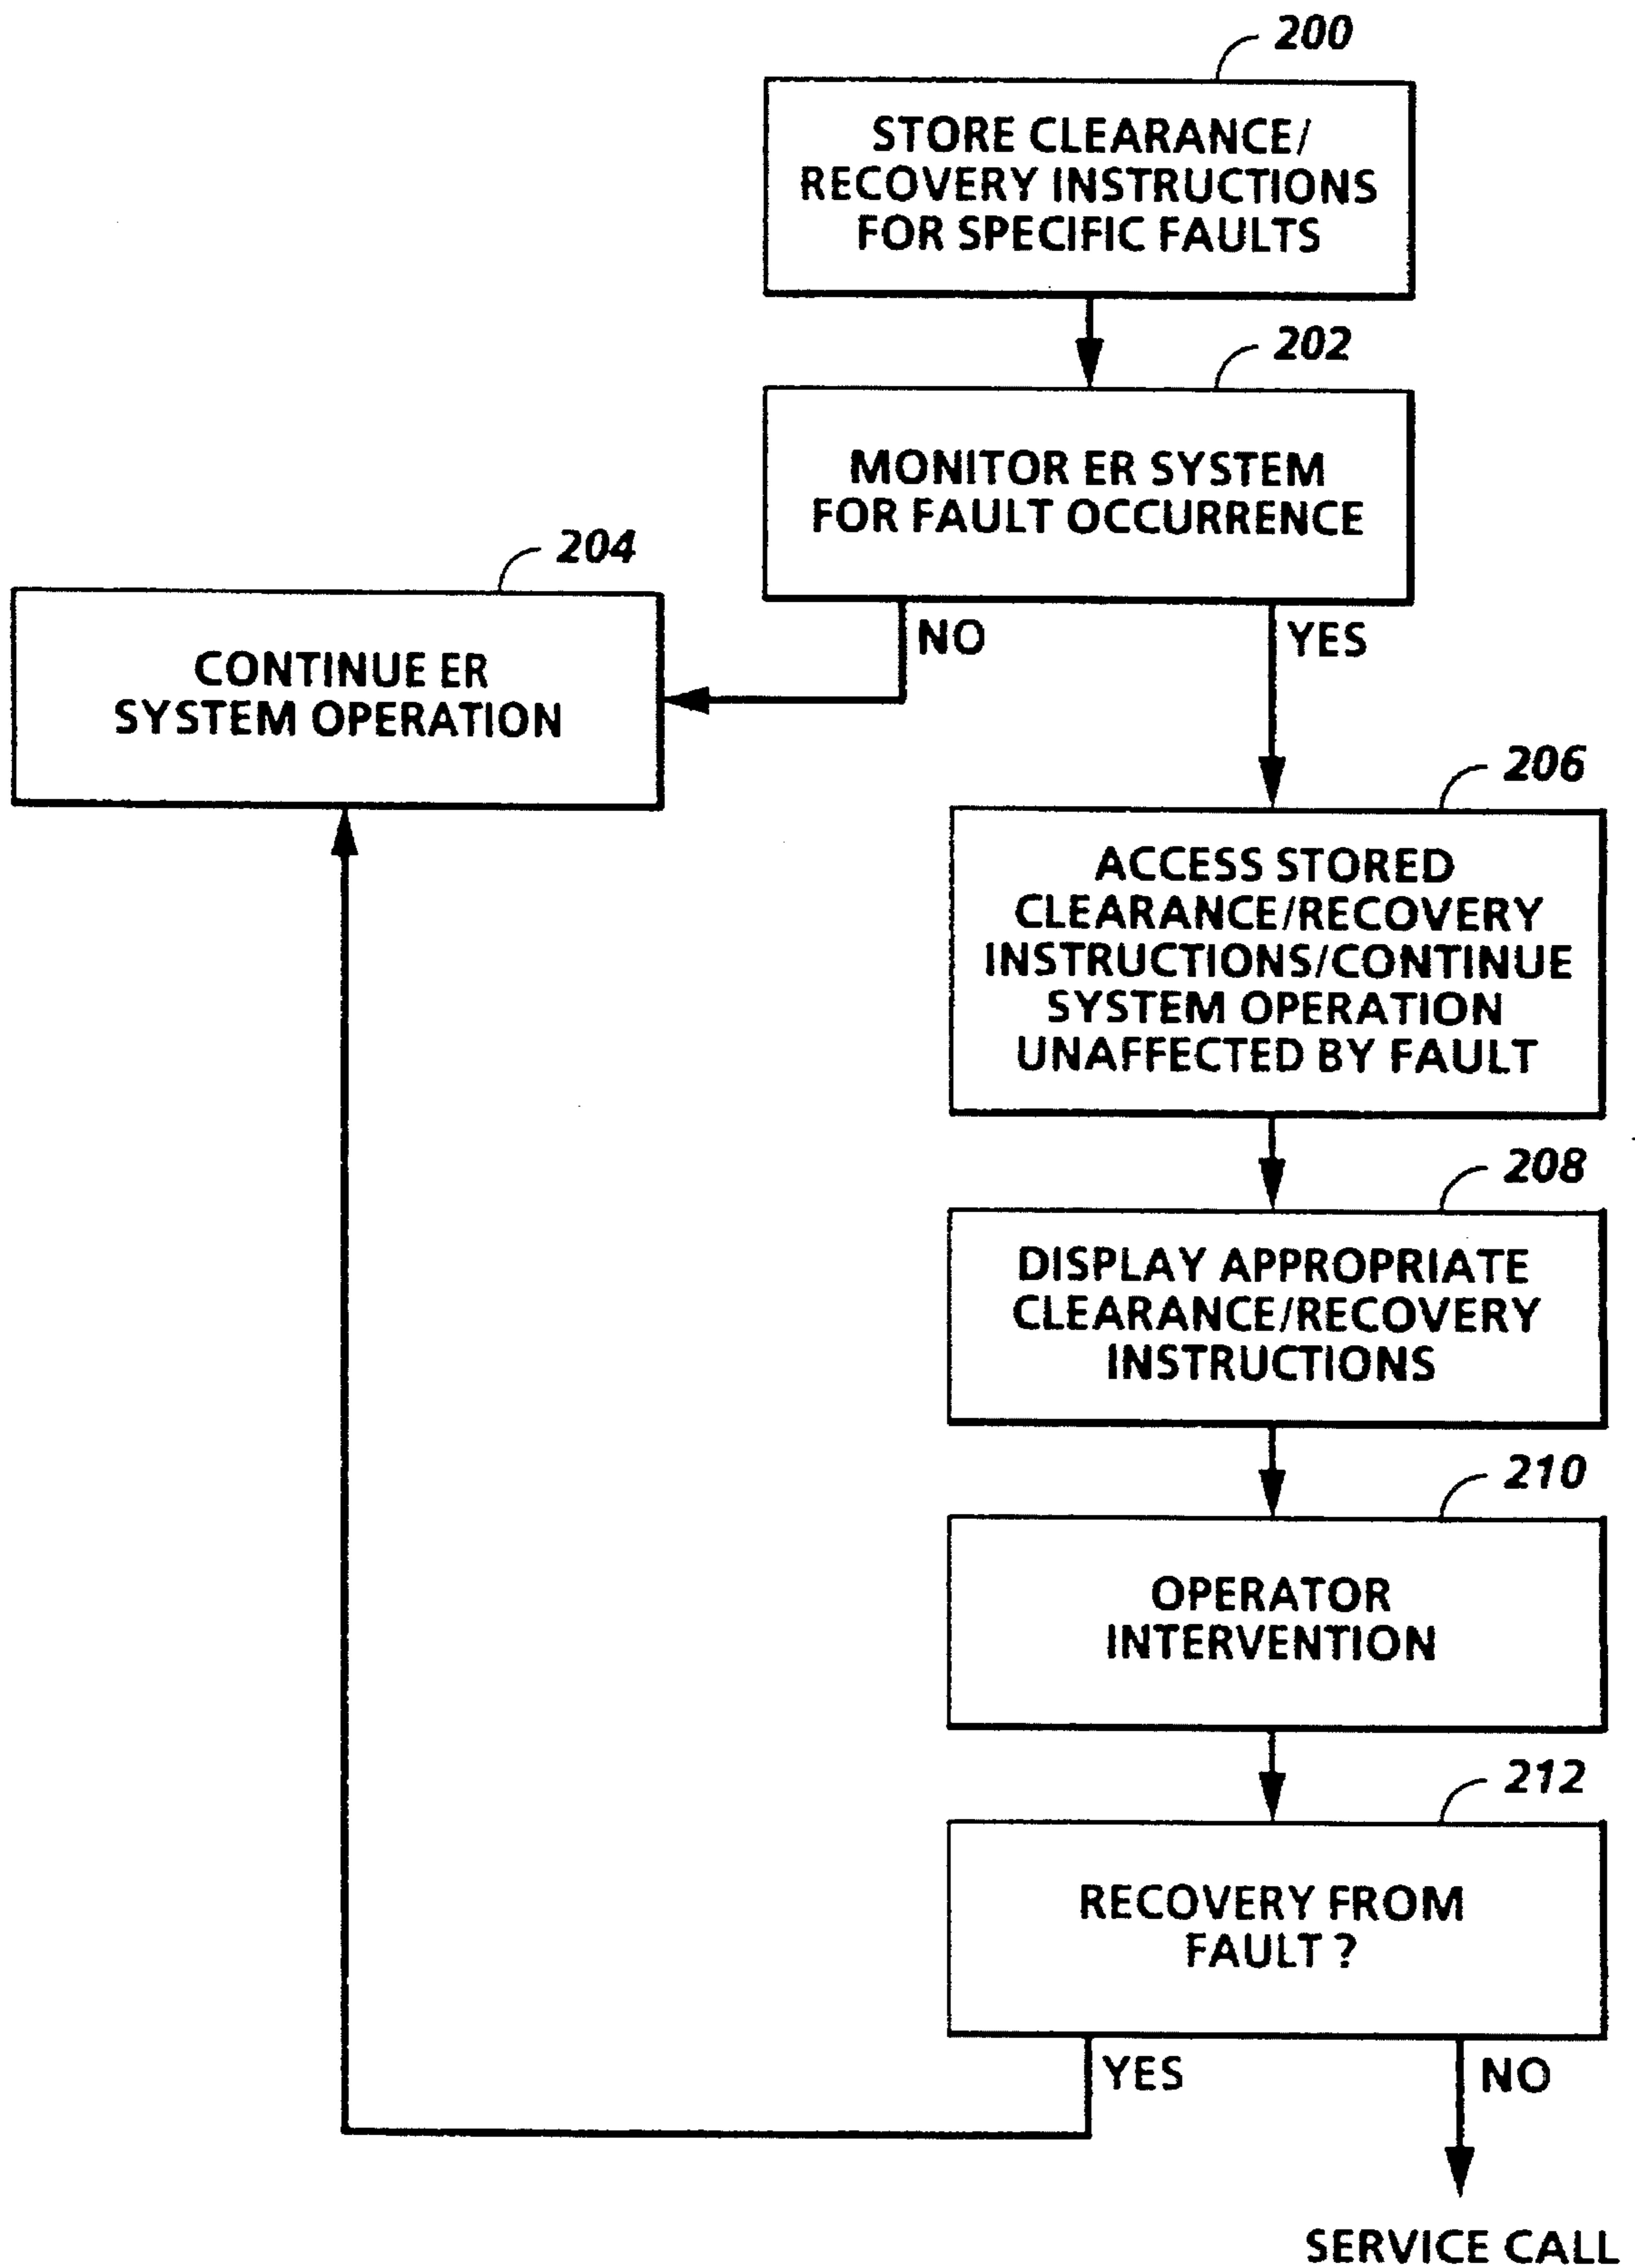 200
STORE CLEARANCE/
RECOVERY INSTRUCTIONS
FOR SPECIFIC FAULTS
202
MONITOR ER SYSTEM
FOR FAULT OCCURRENCE
204
NO
YES
CONTINUE ER
SYSTEM OPERATION
206
ACCESS STORED
CLEARANCE/RECOVERY
INSTRUCTIONS/CONTINUE
SYSTEM OPERATION
UNAFFECTED BY FAULT
208
DISPLAY APPROPRIATE
CLEARANCE/RECOVERY
INSTRUCTIONS
210
OPERATOR
INTERVENTION
212
RECOVERY FROM
FAULT ?
YES
NO
SERVICE CALL